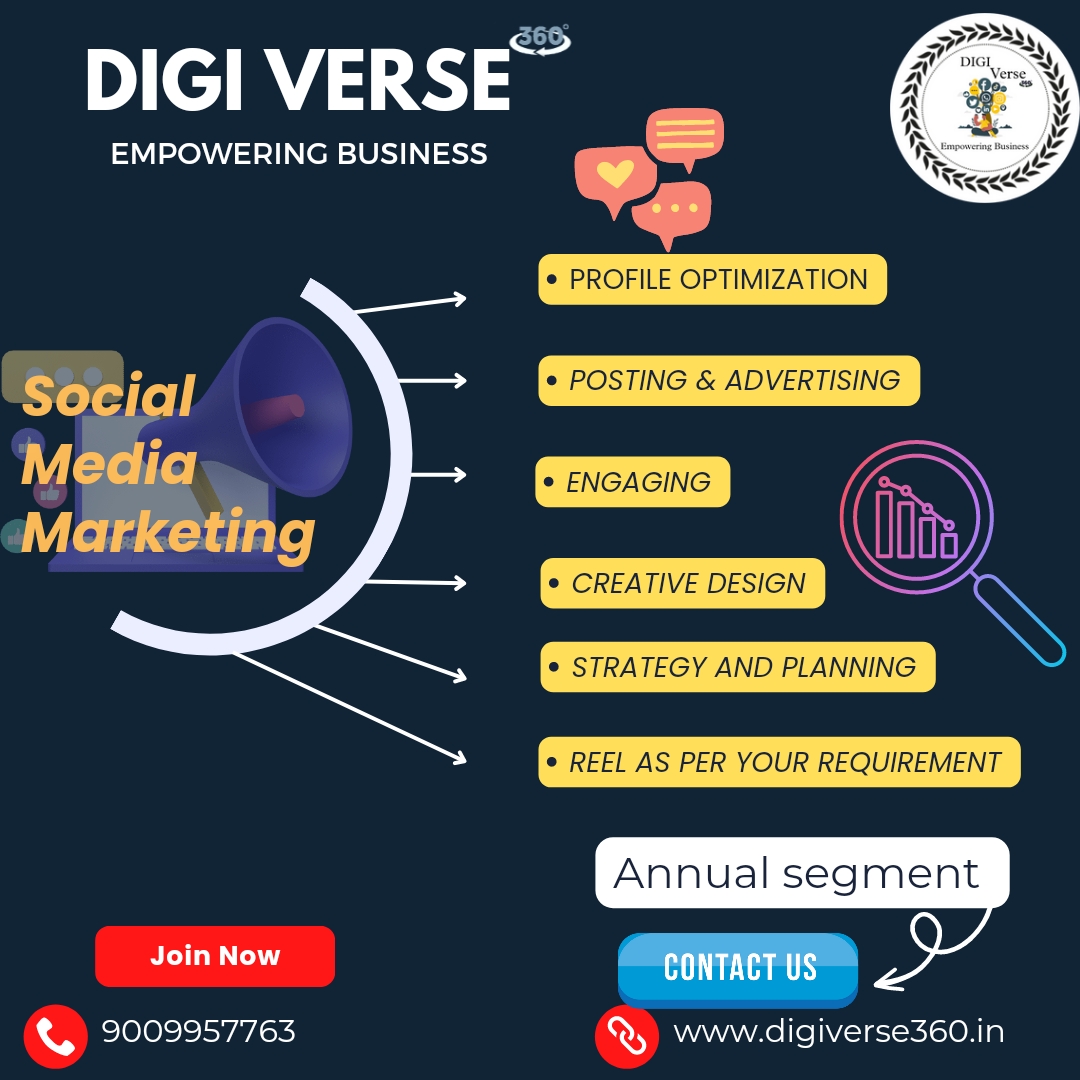 DIGI VERSE 360°
EMPOWERING BUSINESS
DIGI
Verse
Empowering Business
Social
Media
Marketing
• PROFILE OPTIMIZATION
• POSTING & ADVERTISING
• ENGAGING
• CREATIVE DESIGN
• STRATEGY AND PLANNING
• REEL AS PER YOUR REQUIREMENT
Annual segment
Join Now
CONTACT US
9009957763
www.digiverse360.in